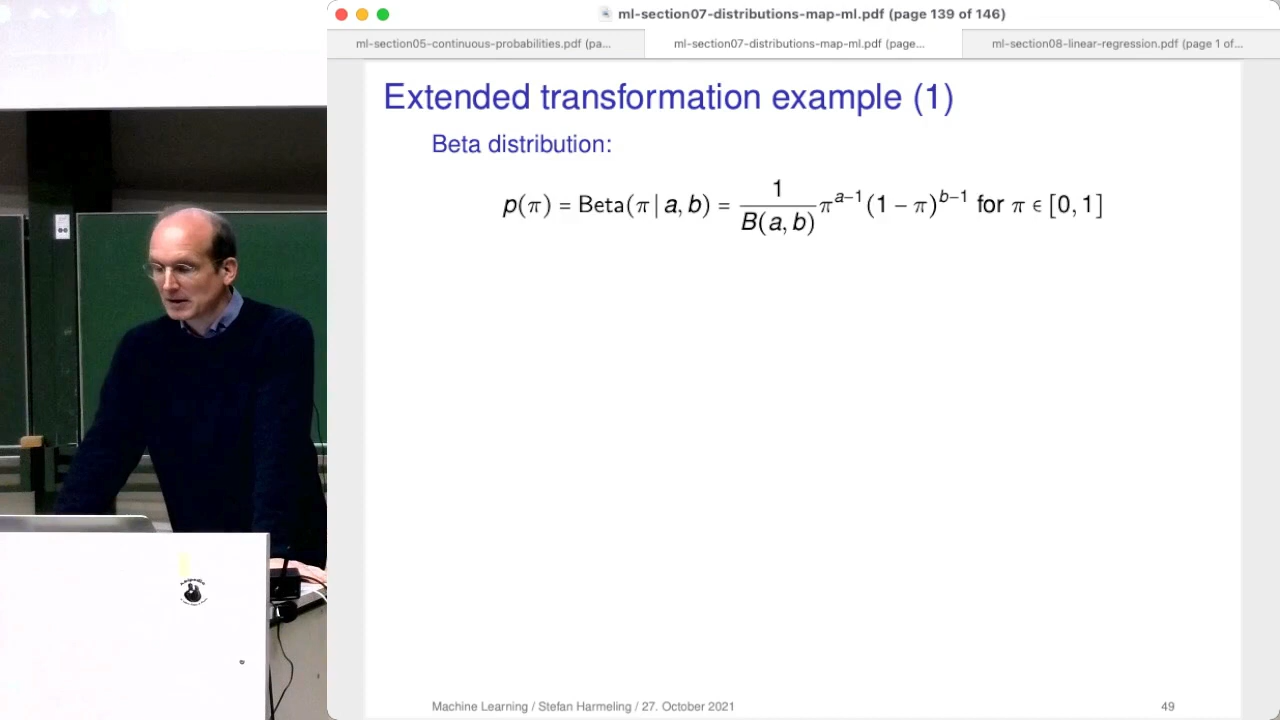 ml-section07-distributions-map-ml.pdf (page 139 of 146)
ml-section05-continuous-probabilities.pdf (pa...
ml-section07-distributions-map-ml.pdf (page...
ml-section08-linear-regression.pdf (page 1 of...
Extended transformation example (1)
Beta distribution:
p(π) = Beta(π | a, b) = 1/B(a, b) π^{a−1}(1 − π)^{b−1} for π ∈ [0, 1]
Machine Learning / Stefan Harmeling / 27. October 2021
49